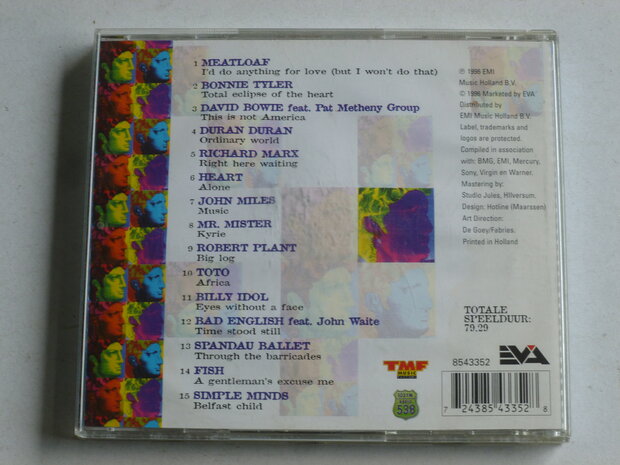 1 MEATLOAF
I'd do anything for love (but I won't do that)
2 BONNIE TYLER
Total eclipse of the heart
3 DAVID BOWIE feat. Pat Metheny Group
This is not America
4 DURAN DURAN
Ordinary world
5 RICHARD MARX
Right here waiting
6 HEART
Alone
7 JOHN MILES
Music
8 MR. MISTER
Kyrie
9 ROBERT PLANT
Big log
10 TOTO
Africa
11 BILLY IDOL
Eyes without a face
12 BAD ENGLISH feat. John Waite
Time stood still
13 SPANDAU BALLET
Through the barricades
14 FISH
A gentleman's excuse me
15 SIMPLE MINDS
Belfast child
℗ 1996 EMI
Music Holland B.V.
© 1996 Marketed by EVA
Distributed by
EMI Music Holland B.V.
Label, trademarks and
logos are protected.
Compiled in association
with: BMG, EMI, Mercury,
Sony, Virgin en Warner.
Mastering by:
Studio Jules, Hilversum.
Design: Hotline (Maarssen)
Art Direction:
De Goey/Fabries.
Printed in Holland
TOTALE
SPEELDUUR:
79.29
TMF
MUSIC
8543352
EVA
538
7 24385 43352 8